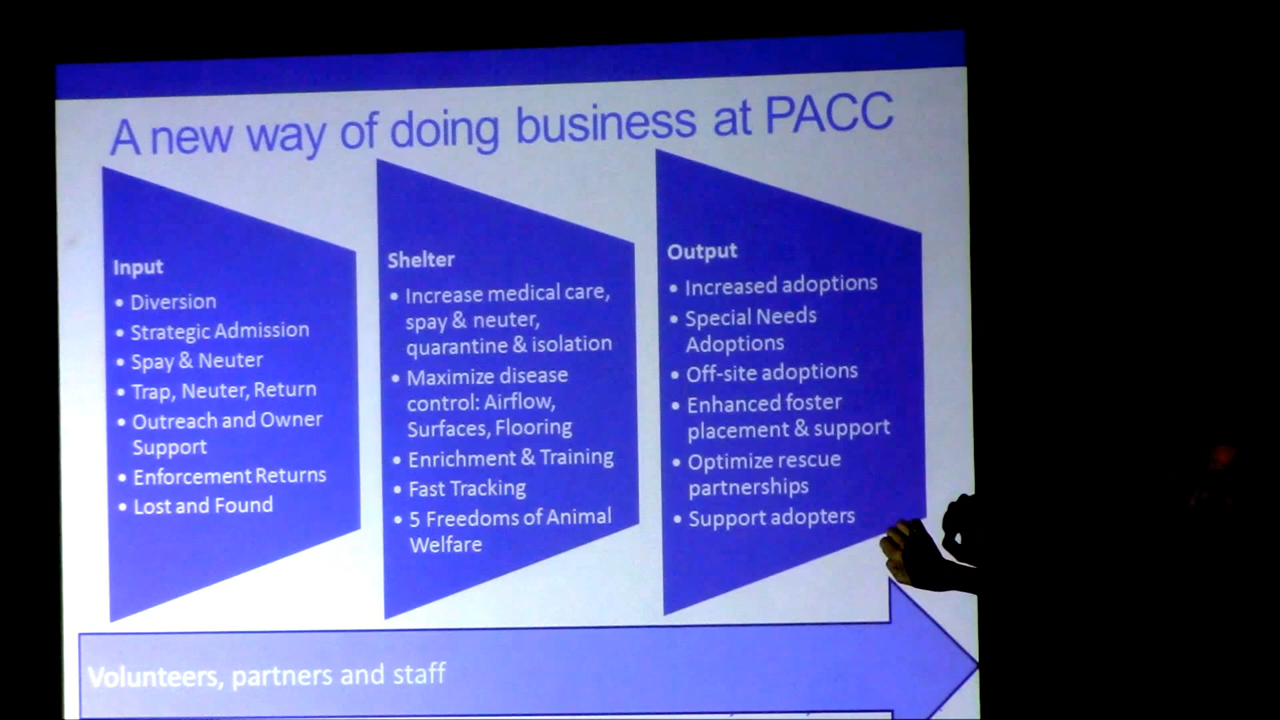 A new way of doing business at PACC
Input
• Diversion
• Strategic Admission
• Spay & Neuter
• Trap, Neuter, Return
• Outreach and Owner
Support
• Enforcement Returns
• Lost and Found
Shelter
• Increase medical care,
spay & neuter,
quarantine & isolation
• Maximize disease
control: Airflow,
Surfaces, Flooring
• Enrichment & Training
• Fast Tracking
• 5 Freedoms of Animal
Welfare
Output
• Increased adoptions
• Special Needs
Adoptions
• Off-site adoptions
• Enhanced foster
placement & support
• Optimize rescue
partnerships
• Support adopters
Volunteers, partners and staff